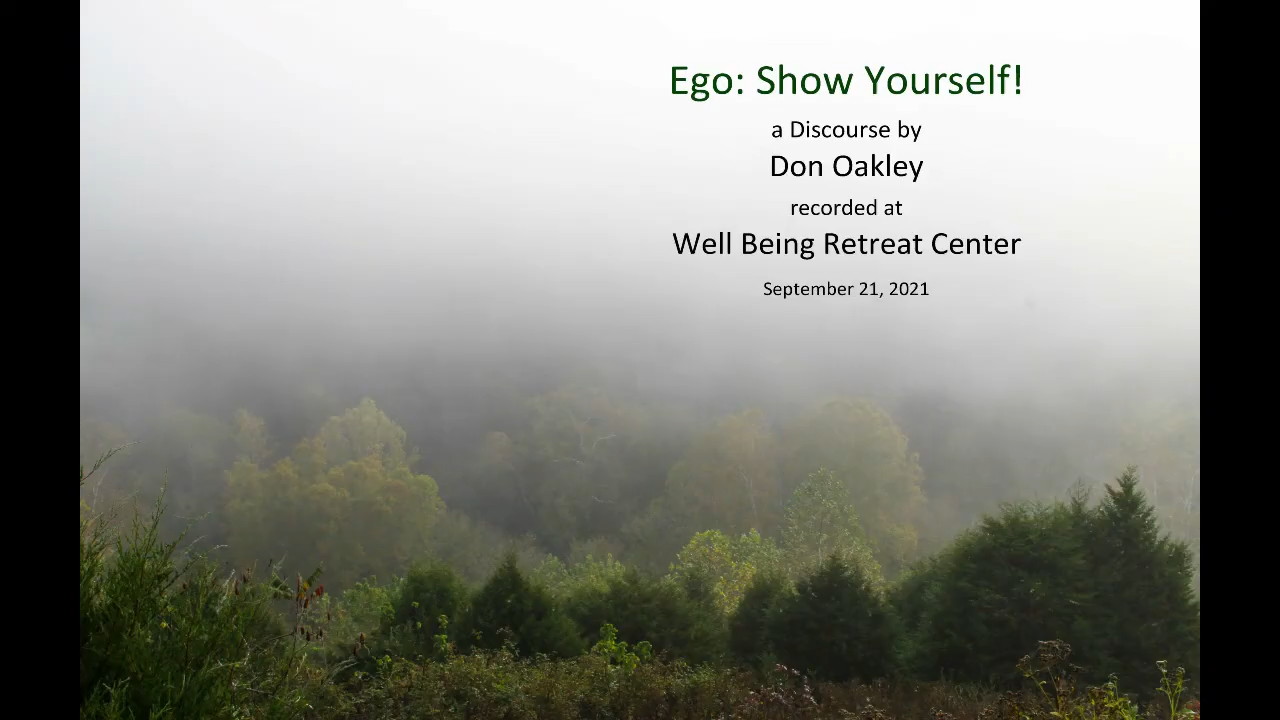 Ego: Show Yourself!
a Discourse by
Don Oakley
recorded at
Well Being Retreat Center
September 21, 2021